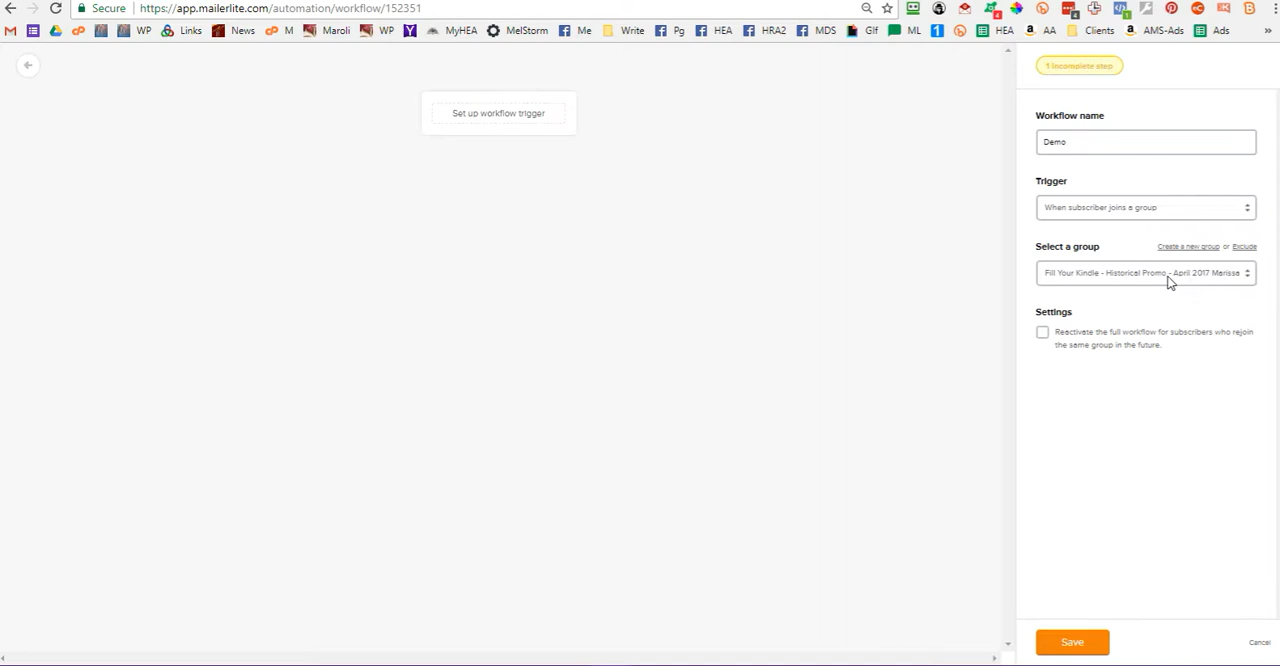 Secure https://app.mailerlite.com/automation/workflow/152351
4 4 1
WP Links News M Maroli WP MyHEA MelStorm Me Write Pg HEA HRA2 MDS Gif ML 1 HEA AA Clients AMS-Ads Ads »
1 Incomplete step
Set up workflow trigger
Workflow name
Demo
Trigger
When subscriber joins a group
Select a group Create a new group or Exclude
Fill Your Kindle - Historical Promo - April 2017 Marissa
Settings
Reactivate the full workflow for subscribers who rejoin
the same group in the future.
Save Cancel